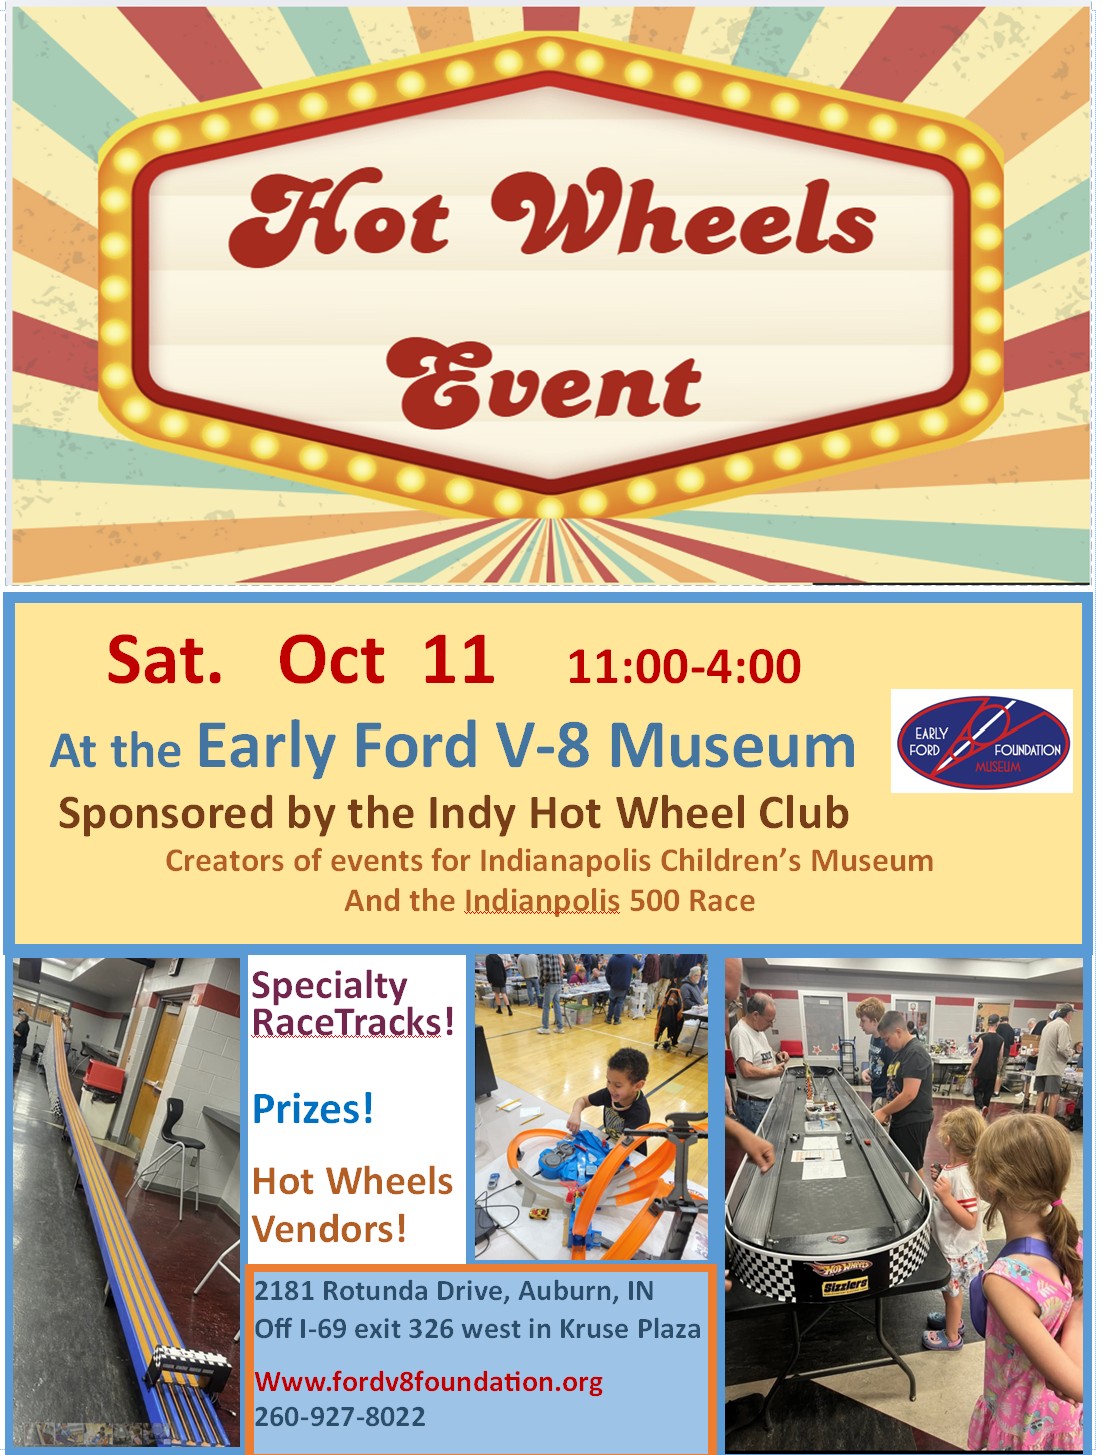 Hot Wheels
Event
Sat. Oct 11 11:00-4:00
At the Early Ford V-8 Museum
EARLY
FORD FOUNDATION
MUSEUM
Sponsored by the Indy Hot Wheel Club
Creators of events for Indianapolis Children’s Museum
And the Indianpolis 500 Race
Specialty
RaceTracks!
Prizes!
Hot Wheels
Vendors!
HOT WHEELS
Sizzlers
2181 Rotunda Drive, Auburn, IN
Off I-69 exit 326 west in Kruse Plaza
Www.fordv8foundation.org
260-927-8022